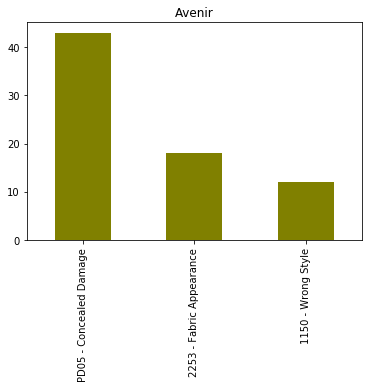 Avenir
40
30
20
10
0
PD05 - Concealed Damage
2253 - Fabric Appearance
1150 - Wrong Style